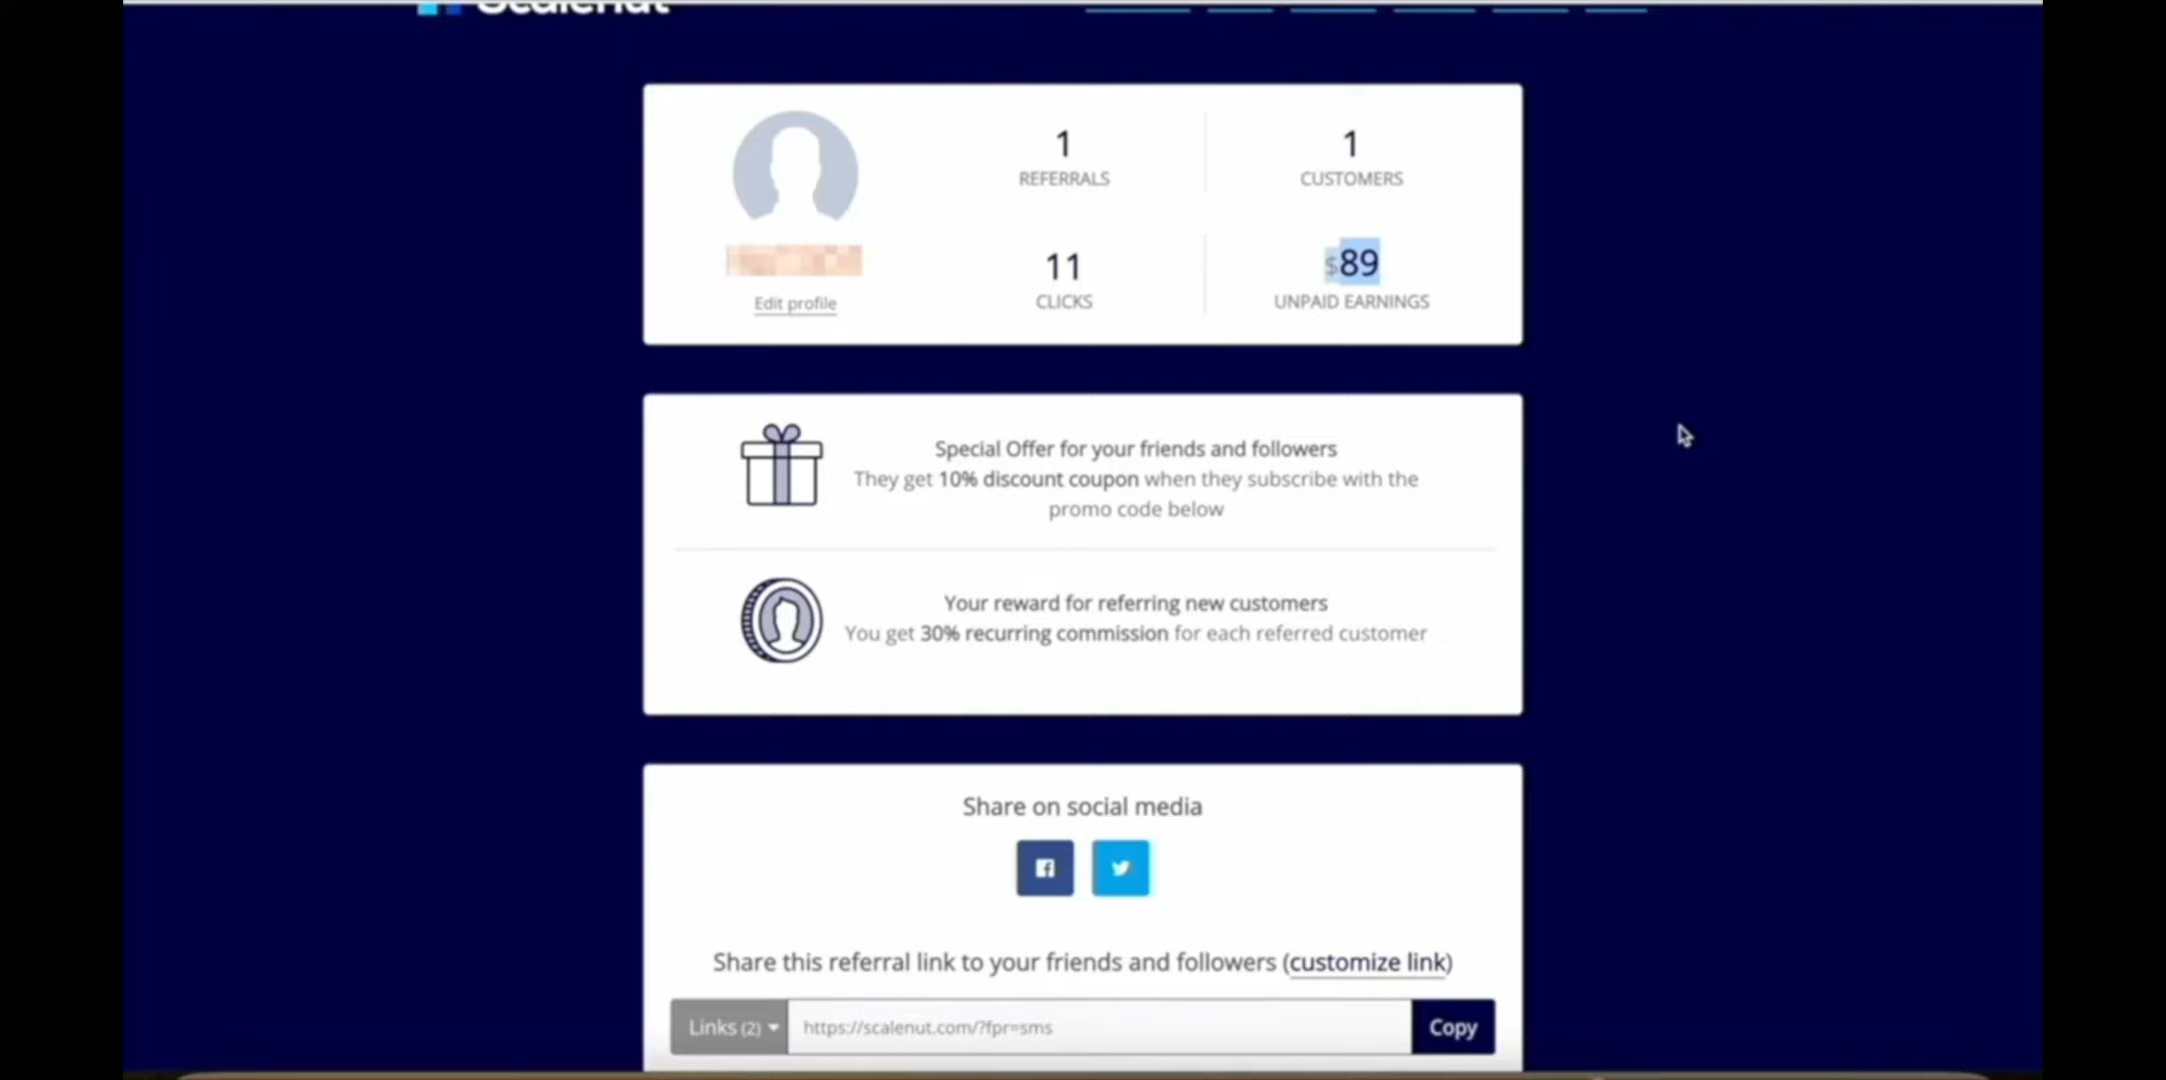 Scalenut
1
REFERRALS
1
CUSTOMERS
11
CLICKS
$89
UNPAID EARNINGS
Edit profile
Special Offer for your friends and followers
They get 10% discount coupon when they subscribe with the
promo code below
Your reward for referring new customers
You get 30% recurring commission for each referred customer
Share on social media
Share this referral link to your friends and followers (customize link)
Links (2)
https://scalenut.com/?fpr=sms
Copy